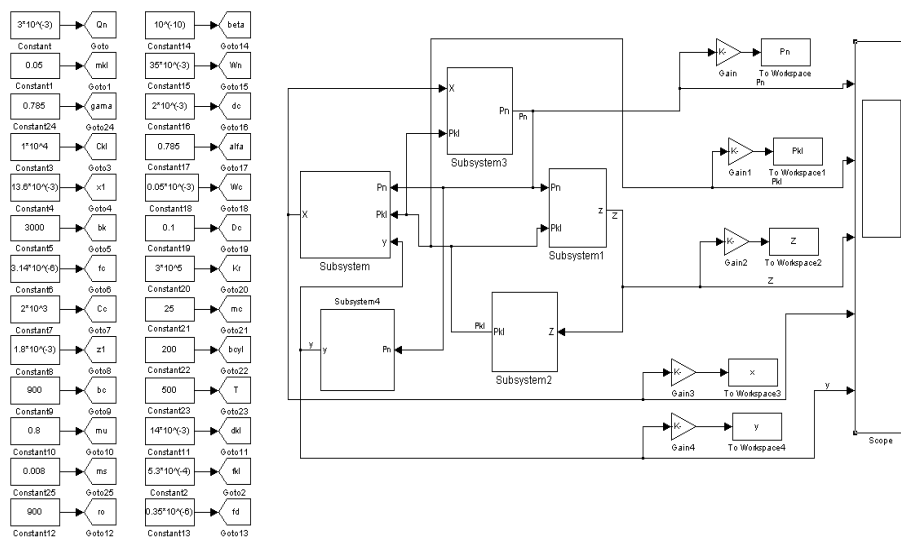 3*10^(-3) Qn
Constant Goto
0.05 mkl
Constant1 Goto1
0.785 gama
Constant24 Goto24
1*10^4 Ckl
Constant3 Goto3
13.6*10^(-3) x1
Constant4 Goto4
3000 bk
Constant5 Goto5
3.14*10^(-6) fc
Constant6 Goto6
2*10^3 Cc
Constant7 Goto7
1.8*10^(-3) z1
Constant8 Goto8
900 bc
Constant9 Goto9
0.8 mu
Constant10 Goto10
0.008 ms
Constant25 Goto25
900 ro
Constant12 Goto12
10^(-10) beta
Constant14 Goto14
35*10^(-3) Wn
Constant15 Goto15
2*10^(-3) dc
Constant16 Goto16
0.785 alfa
Constant17 Goto17
0.05*10^(-3) Wc
Constant18 Goto18
0.1 Dc
Constant19 Goto19
3*10^5 Kr
Constant20 Goto20
25 mc
Constant21 Goto21
200 bcyl
Constant22 Goto22
500 T
Constant23 Goto23
14*10^(-3) dkl
Constant11 Goto11
5.3*10^(-4) fkl
Constant2 Goto2
0.35*10^(-6) fd
Constant13 Goto13
X
Pn
Pkl
Subsystem3
Pn
X
Pn
Pkl
y
Subsystem
Pn
Pkl
z
Subsystem1
Z
Subsystem4
y
y
Pn
Pkl
Pkl
Z
Subsystem2
K-
Gain
Pn
To Workspace
Pn
K-
Gain1
Pkl
To Workspace1
Pkl
K-
Gain2
Z
To Workspace2
Z
K-
Gain3
x
To Workspace3
K-
Gain4
y
To Workspace4
y
Scope